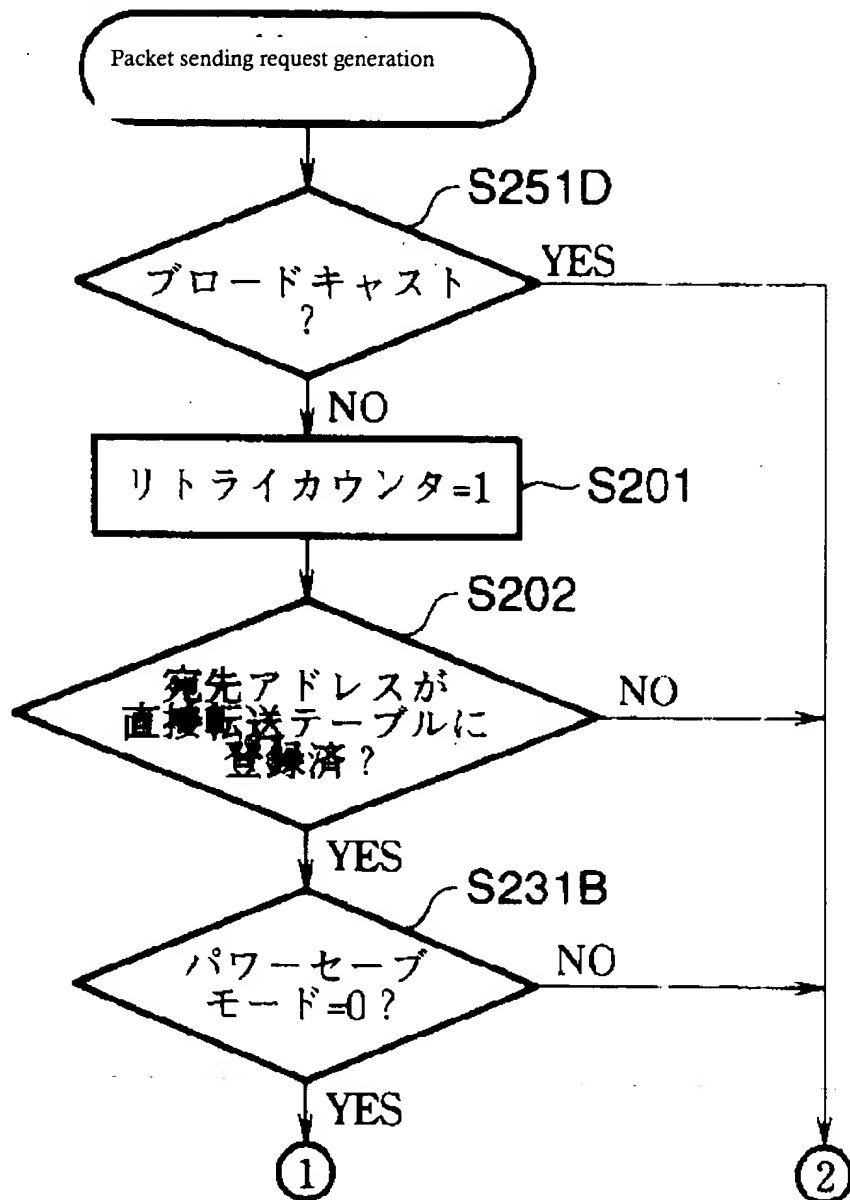 Packet sending request generation
S251D
YES
ブロードキャスト
?
NO
リトライカウンタ=1
S201
S202
宛先アドレスが
直接転送テーブルに
登録済?
NO
YES
S231B
パワーセーブ
モード=0?
NO
YES
1
2